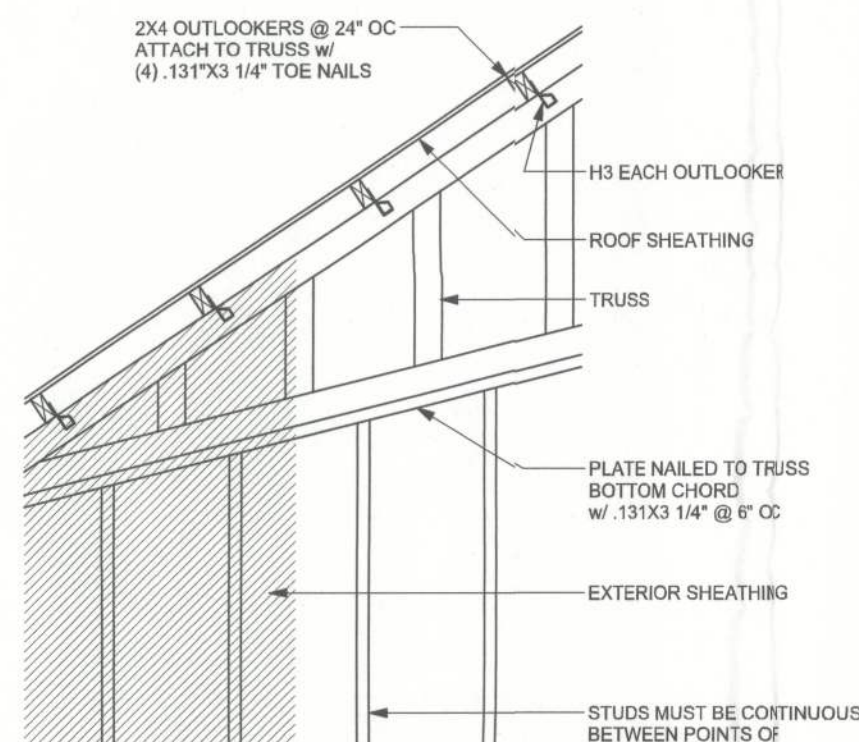 2X4 OUTLOOKERS @ 24" OC
ATTACH TO TRUSS w/
(4) .131"X3 1/4" TOE NAILS
H3 EACH OUTLOOKER
ROOF SHEATHING
TRUSS
PLATE NAILED TO TRUSS
BOTTOM CHORD
w/ .131X3 1/4" @ 6" OC
EXTERIOR SHEATHING
STUDS MUST BE CONTINUOUS
BETWEEN POINTS OF